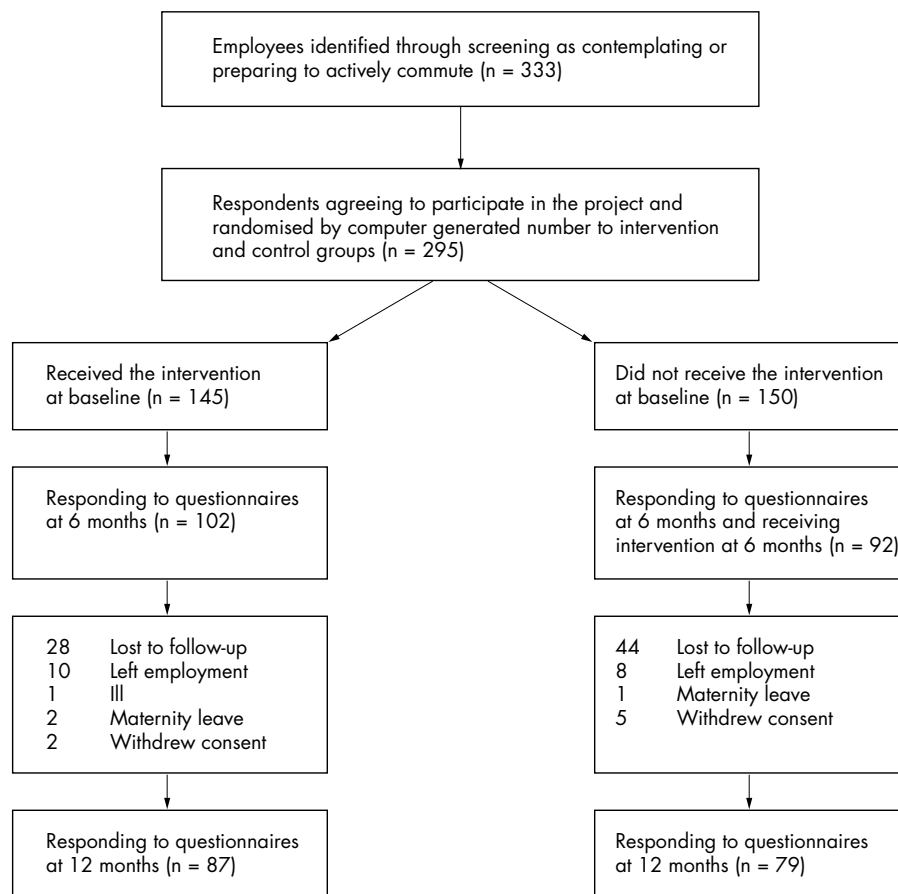 Employees identified through screening as contemplating or
preparing to actively commute (n = 333)
Respondents agreeing to participate in the project and
randomised by computer generated number to intervention
and control groups (n = 295)
Received the intervention
at baseline (n = 145)
Did not receive the intervention
at baseline (n = 150)
Responding to questionnaires
at 6 months (n = 102)
Responding to questionnaires
at 6 months and receiving
intervention at 6 months (n = 92)
28 Lost to follow-up
10 Left employment
1 Ill
2 Maternity leave
2 Withdrew consent
44 Lost to follow-up
8 Left employment
1 Maternity leave
5 Withdrew consent
Responding to questionnaires
at 12 months (n = 87)
Responding to questionnaires
at 12 months (n = 79)